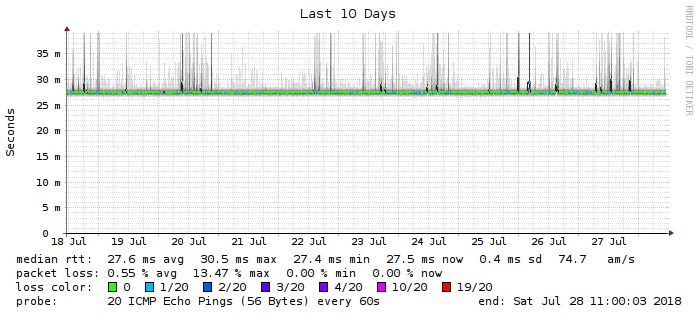 Last 10 Days
RRDTOOL / TOBI OETIKER
Seconds
35 m
30 m
25 m
20 m
15 m
10 m
5 m
0
18 Jul 19 Jul 20 Jul 21 Jul 22 Jul 23 Jul 24 Jul 25 Jul 26 Jul 27 Jul
median rtt: 27.6 ms avg 30.5 ms max 27.4 ms min 27.5 ms now 0.4 ms sd 74.7 am/s
packet loss: 0.55 % avg 13.47 % max 0.00 % min 0.00 % now
loss color: 0 1/20 2/20 3/20 4/20 10/20 19/20
probe: 20 ICMP Echo Pings (56 Bytes) every 60s end: Sat Jul 28 11:00:03 2018